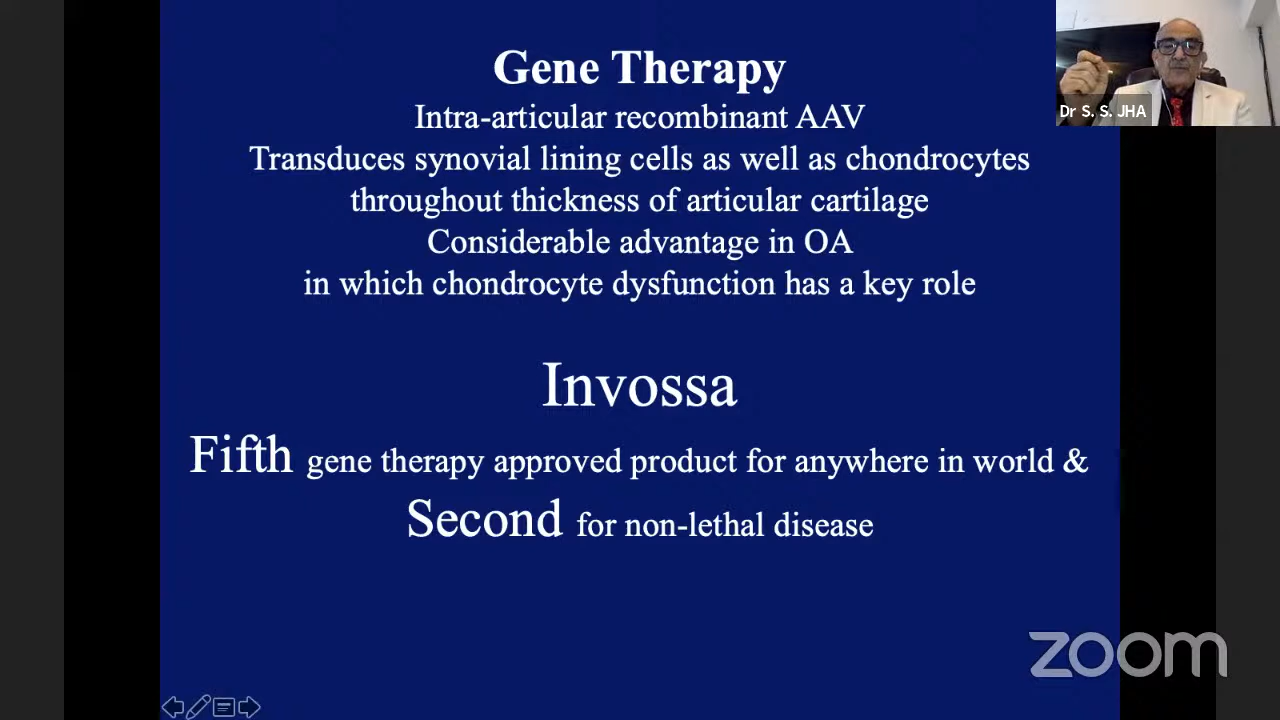 Gene Therapy
Intra-articular recombinant AAV
Transduces synovial lining cells as well as chondrocytes
throughout thickness of articular cartilage
Considerable advantage in OA
in which chondrocyte dysfunction has a key role
Invossa
Fifth gene therapy approved product for anywhere in world &
Second for non-lethal disease
Dr S. S. JHA
zoom